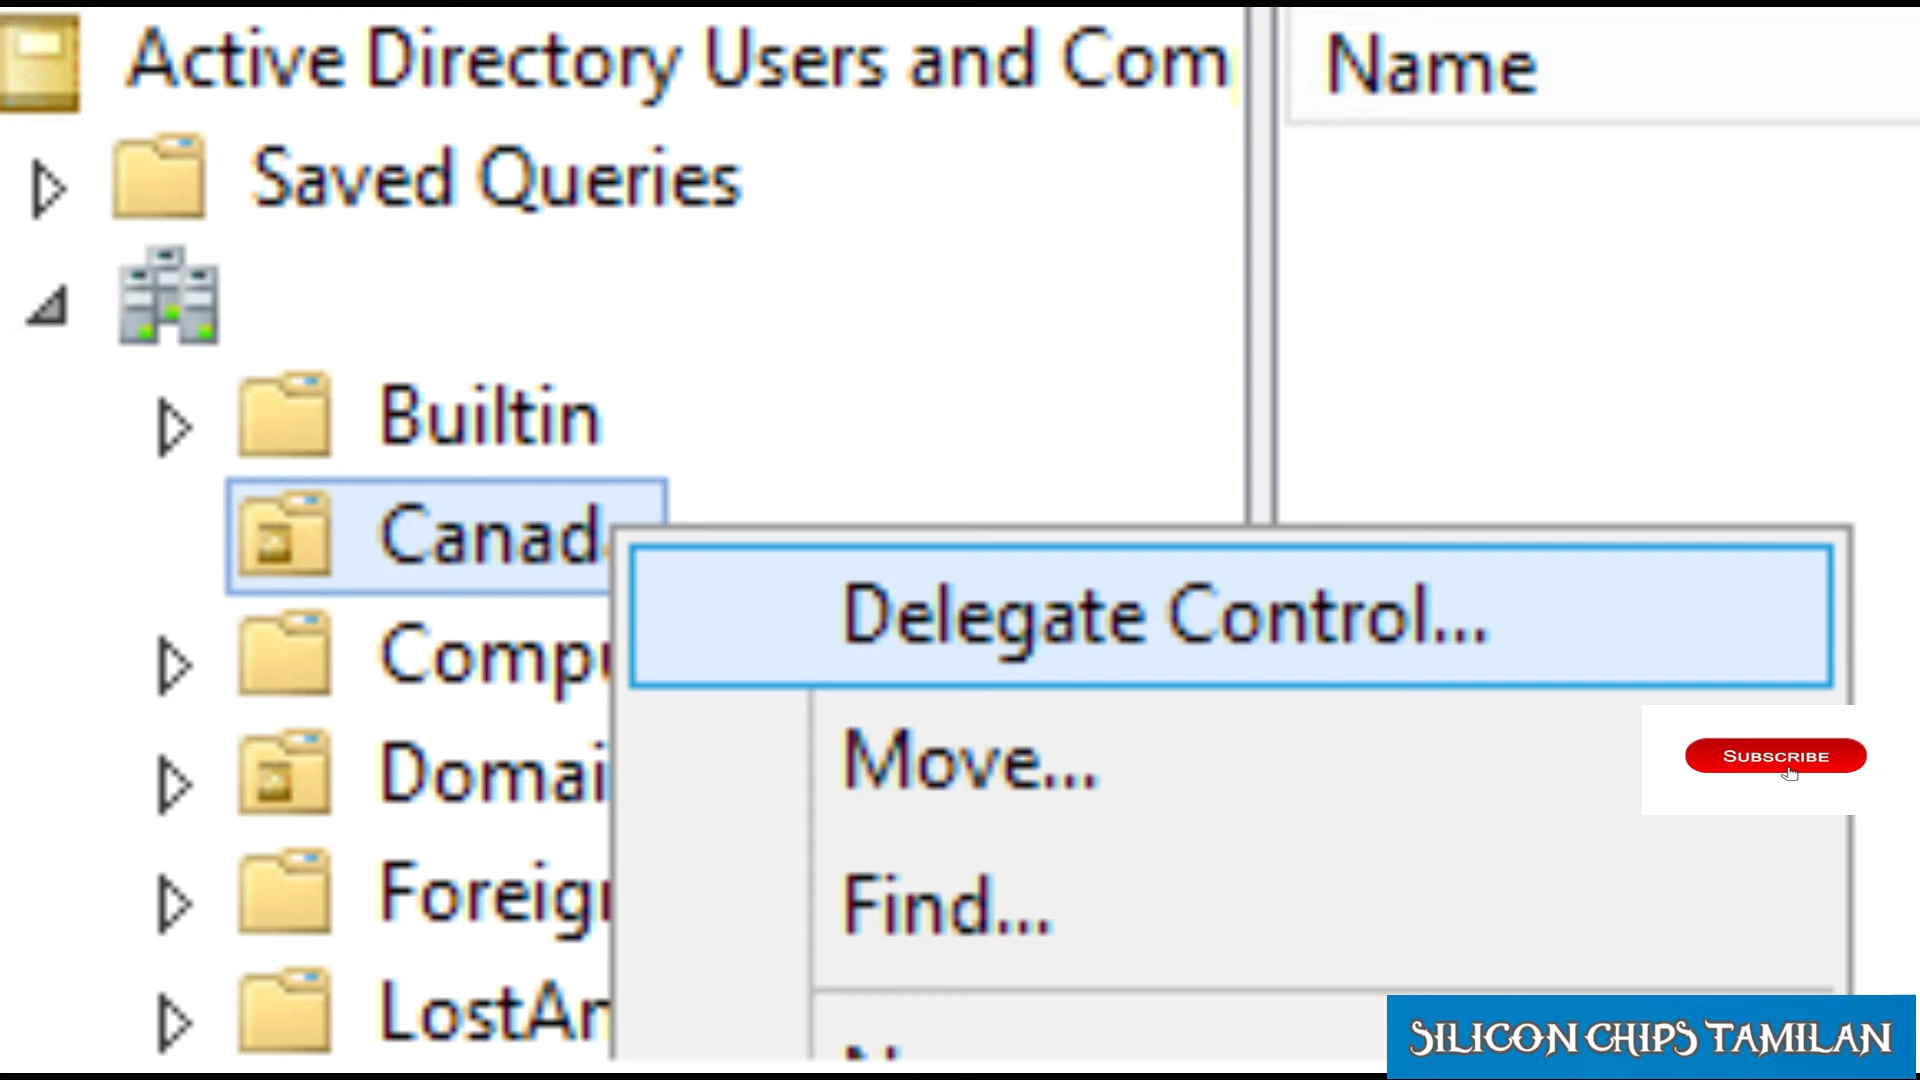 Active Directory Users and Com
Name
Saved Queries
Builtin
Canad
Delegate Control...
Comp
Move...
SUBSCRIBE
Domai
Find...
Foreig
LostAn
SILICON CHIPS TAMILAN